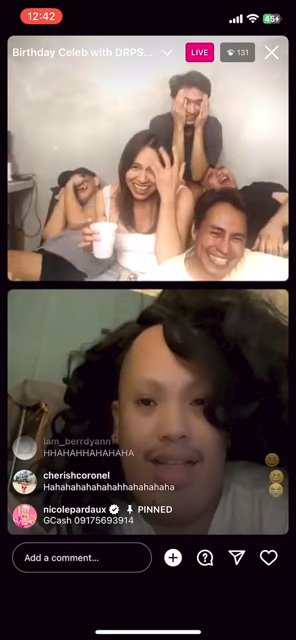 12:42
45
Birthday Celeb with DRPS...
LIVE
131
iam_berrdyann
HHAHAHHAHAHAHA
cherishcoronel
Hahahahahahahahhahahahaha
nicolepardaux PINNED
GCash 09175693914
Add a comment...